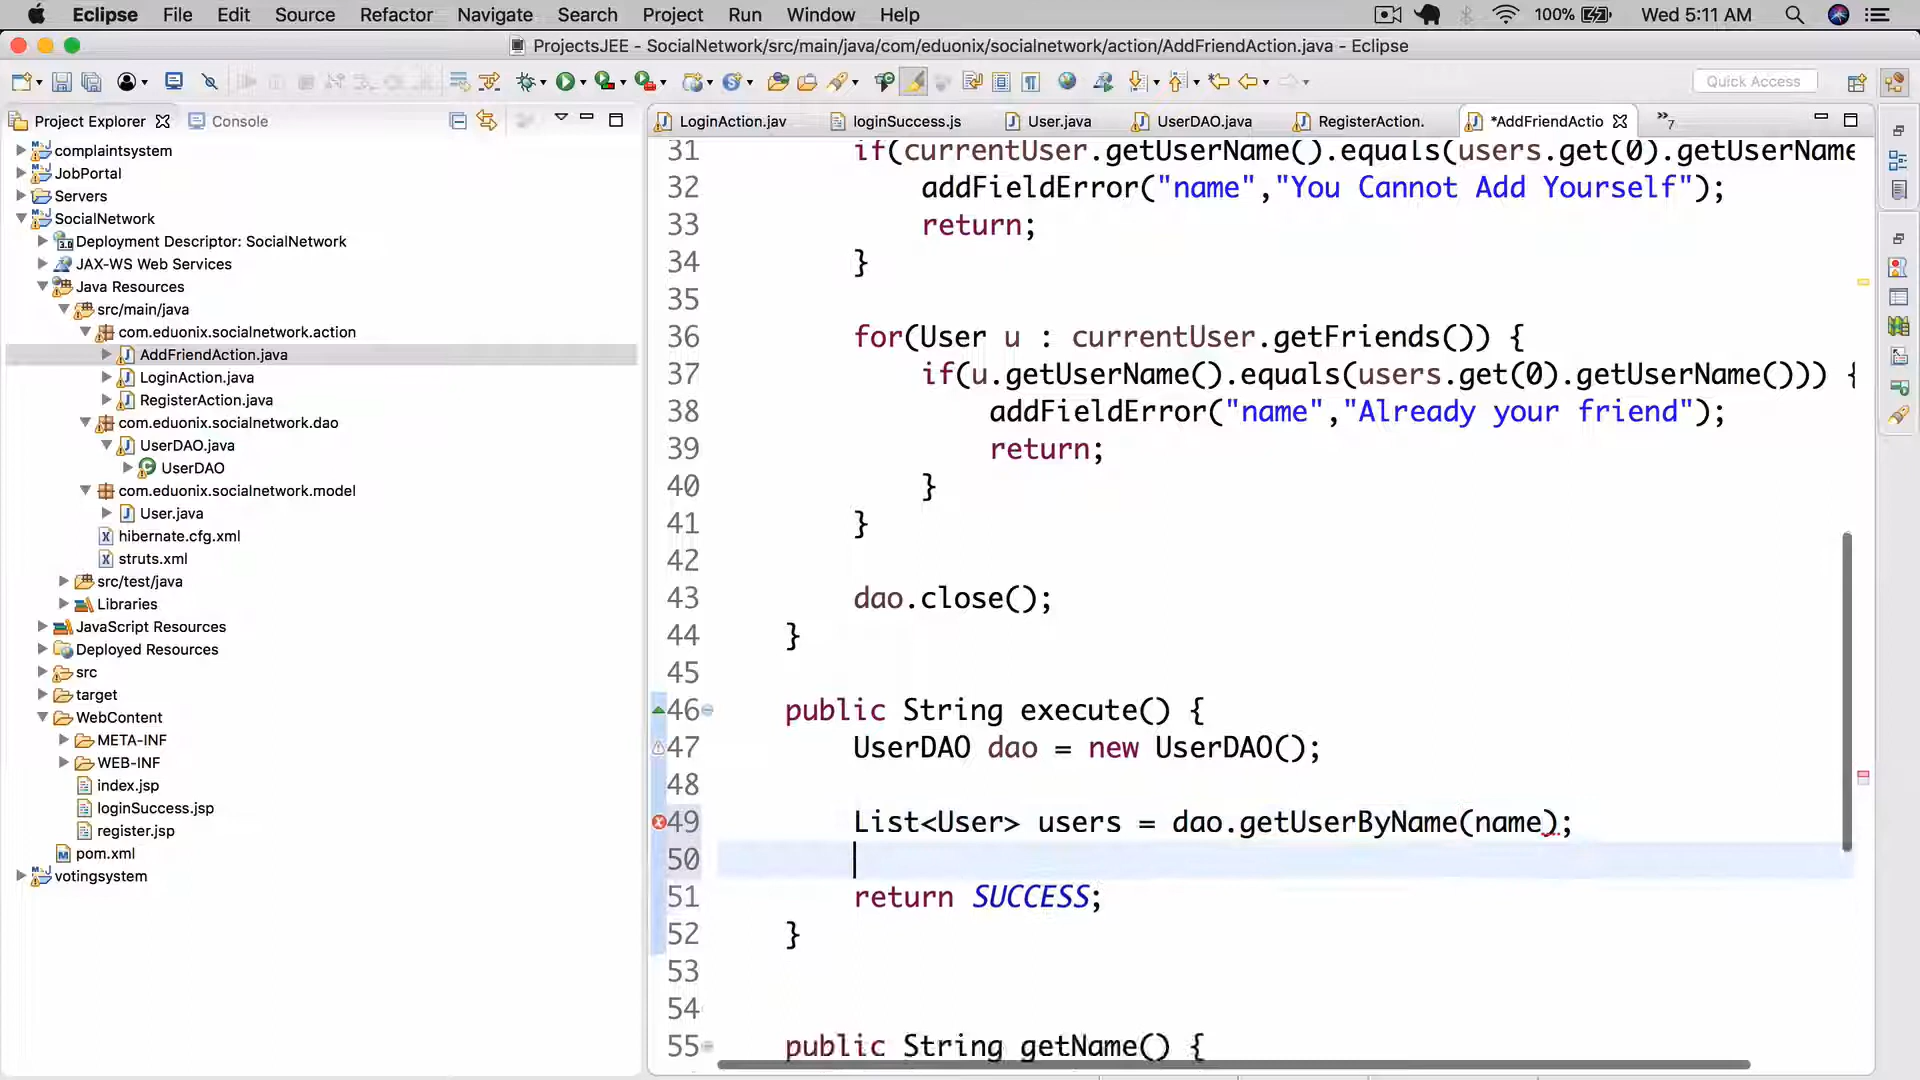 Eclipse File Edit Source Refactor Navigate Search Project Run Window Help 100% Wed 5:11 AM
ProjectsJEE - SocialNetwork/src/main/java/com/eduonix/socialnetwork/action/AddFriendAction.java - Eclipse
Quick Access
Project Explorer Console
LoginAction.jav loginSuccess.js User.java UserDAO.java RegisterAction. *AddFriendActio »7
complaintsystem
JobPortal
Servers
SocialNetwork
Deployment Descriptor: SocialNetwork
JAX-WS Web Services
Java Resources
src/main/java
com.eduonix.socialnetwork.action
AddFriendAction.java
LoginAction.java
RegisterAction.java
com.eduonix.socialnetwork.dao
UserDAO.java
UserDAO
com.eduonix.socialnetwork.model
User.java
hibernate.cfg.xml
struts.xml
src/test/java
Libraries
JavaScript Resources
Deployed Resources
src
target
WebContent
META-INF
WEB-INF
index.jsp
loginSuccess.jsp
register.jsp
pom.xml
votingsystem
31 if(currentUser.getUserName().equals(users.get(0).getUserName
32 addFieldError("name","You Cannot Add Yourself");
33 return;
34 }
35
36 for(User u : currentUser.getFriends()) {
37 if(u.getUserName().equals(users.get(0).getUserName())) {
38 addFieldError("name","Already your friend");
39 return;
40 }
41 }
42
43 dao.close();
44 }
45
46 public String execute() {
47 UserDAO dao = new UserDAO();
48
49 List<User> users = dao.getUserByName(name);
50
51 return SUCCESS;
52 }
53
54
55 public String getName() {